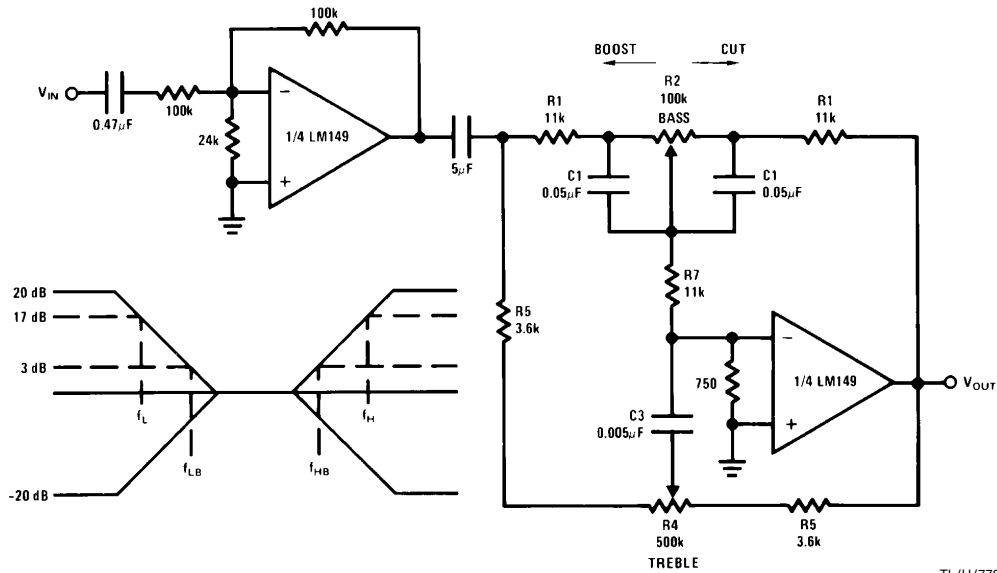 100k
BOOST
CUT
R2
100k
BASS
R1
11k
R1
11k
VIN
0.47μF
100k
24k
−
1/4 LM149
+
5μF
C1
0.05μF
C1
0.05μF
R7
11k
20 dB
17 dB
3 dB
-20 dB
fL
fH
fLB
fHB
R5
3.6k
−
750
1/4 LM149
+
VOUT
C3
0.005μF
R4
500k
TREBLE
R5
3.6k